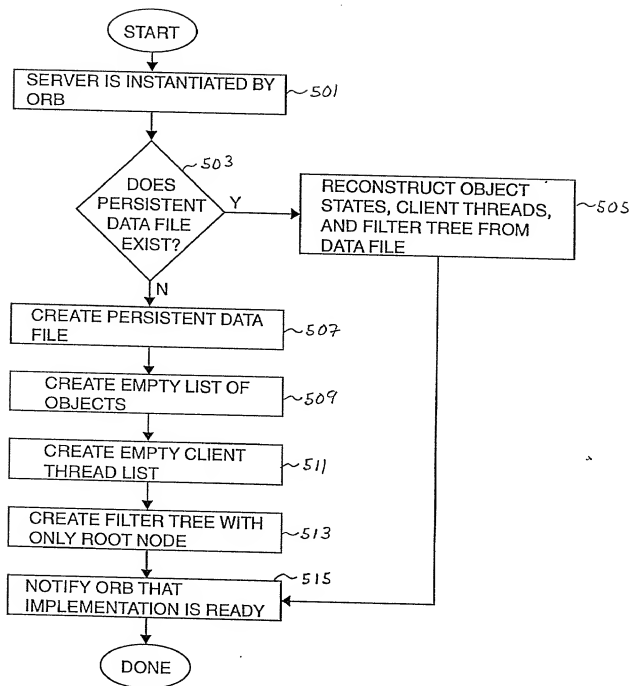 START
SERVER IS INSTANTIATED BY
ORB
501
503
DOES
PERSISTENT
DATA FILE
EXIST?
Y
RECONSTRUCT OBJECT
STATES, CLIENT THREADS,
AND FILTER TREE FROM
DATA FILE
505
N
CREATE PERSISTENT DATA
FILE
507
CREATE EMPTY LIST OF
OBJECTS
509
CREATE EMPTY CLIENT
THREAD LIST
511
CREATE FILTER TREE WITH
ONLY ROOT NODE
513
515
NOTIFY ORB THAT
IMPLEMENTATION IS READY
DONE